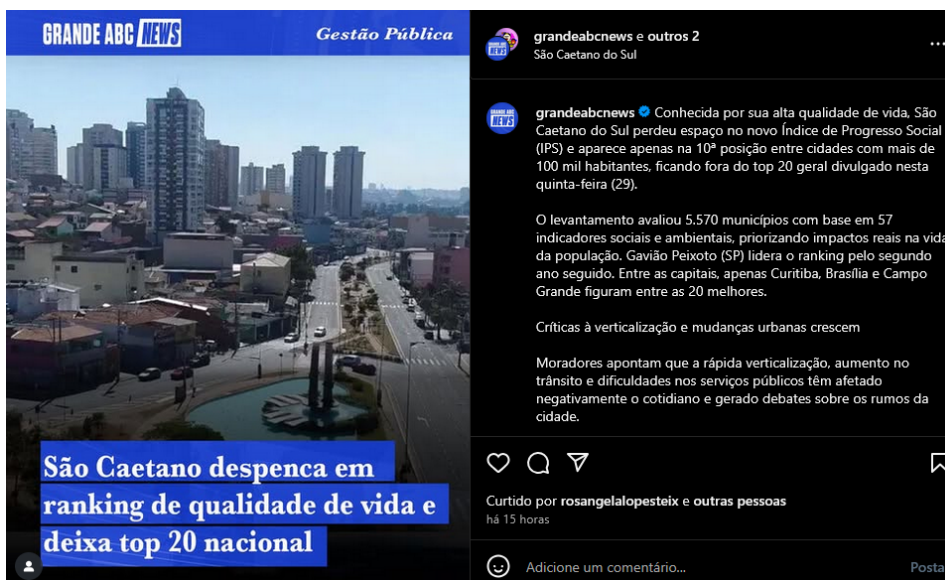 GRANDE ABC NEWS
Gestão Pública
São Caetano despenca em
ranking de qualidade de vida e
deixa top 20 nacional
grandeabcnews e outros 2
São Caetano do Sul
grandeabcnews Conhecida por sua alta qualidade de vida, São
Caetano do Sul perdeu espaço no novo Índice de Progresso Social
(IPS) e aparece apenas na 10ª posição entre cidades com mais de
100 mil habitantes, ficando fora do top 20 geral divulgado nesta
quinta-feira (29).
O levantamento avaliou 5.570 municípios com base em 57
indicadores sociais e ambientais, priorizando impactos reais na vida
da população. Gavião Peixoto (SP) lidera o ranking pelo segundo
ano seguido. Entre as capitais, apenas Curitiba, Brasília e Campo
Grande figuram entre as 20 melhores.
Críticas à verticalização e mudanças urbanas crescem
Moradores apontam que a rápida verticalização, aumento no
trânsito e dificuldades nos serviços públicos têm afetado
negativamente o cotidiano e gerado debates sobre os rumos da
cidade.
Curtido por rosangelalopesteix e outras pessoas
há 15 horas
Adicione um comentário...
Posta